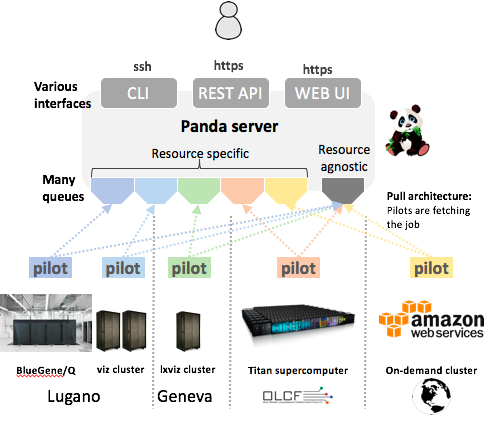 ssh
https
https
Various
interfaces
CLI
REST API
WEB UI
Panda server
Resource specific
Resource
agnostic
Many
queues
Pull architecture:
Pilots are fetching
the job
pilot
pilot
pilot
pilot
pilot
amazon
web services
BlueGene/Q
viz cluster
lxviz cluster
Titan supercomputer
On-demand cluster
Lugano
Geneva
OLCF